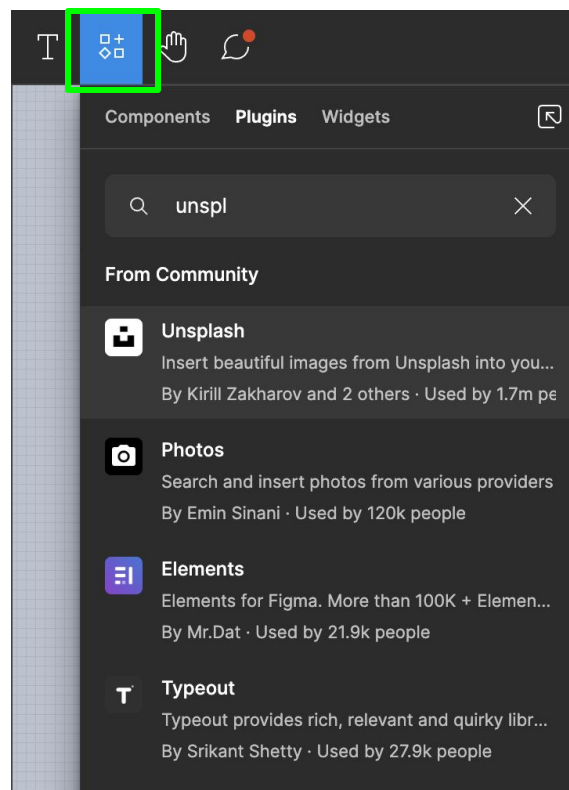 Components Plugins Widgets
unspl
From Community
Unsplash
Insert beautiful images from Unsplash into you...
By Kirill Zakharov and 2 others · Used by 1.7m pe
Photos
Search and insert photos from various providers
By Emin Sinani · Used by 120k people
Elements
Elements for Figma. More than 100K + Elemen...
By Mr.Dat · Used by 21.9k people
Typeout
Typeout provides rich, relevant and quirky libr...
By Srikant Shetty · Used by 27.9k people